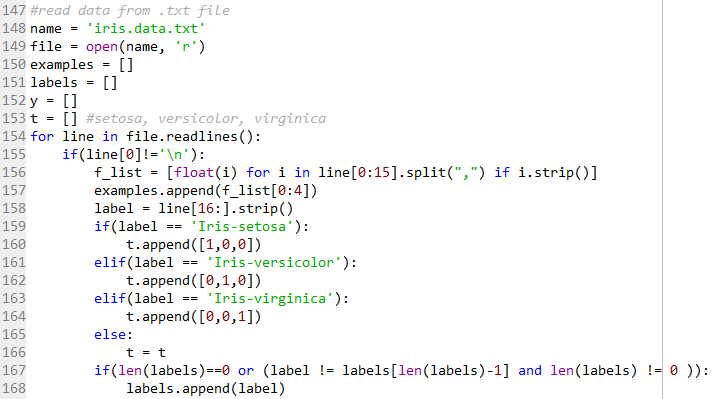 147 #read data from .txt file
148 name = 'iris.data.txt'
149 file = open(name, 'r')
150 examples = []
151 labels = []
152 y = []
153 t = [] #setosa, versicolor, virginica
154 for line in file.readlines():
155     if(line[0]!='\n'):
156         f_list = [float(i) for i in line[0:15].split(",") if i.strip()]
157         examples.append(f_list[0:4])
158         label = line[16:].strip()
159         if(label == 'Iris-setosa'):
160             t.append([1,0,0])
161         elif(label == 'Iris-versicolor'):
162             t.append([0,1,0])
163         elif(label == 'Iris-virginica'):
164             t.append([0,0,1])
165         else:
166             t = t
167         if(len(labels)==0 or (label != labels[len(labels)-1] and len(labels) != 0 )):
168             labels.append(label)